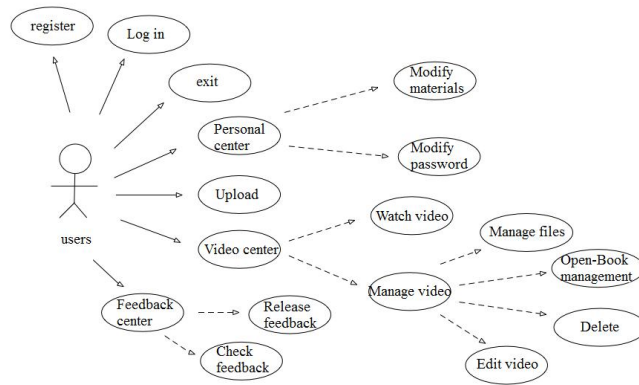 register
Log in
exit
Modify
materials
Personal
center
Modify
password
Upload
Watch video
users
Video center
Manage files
Open-Book
management
Manage video
Feedback
center
Release
feedback
Delete
Check
feedback
Edit video